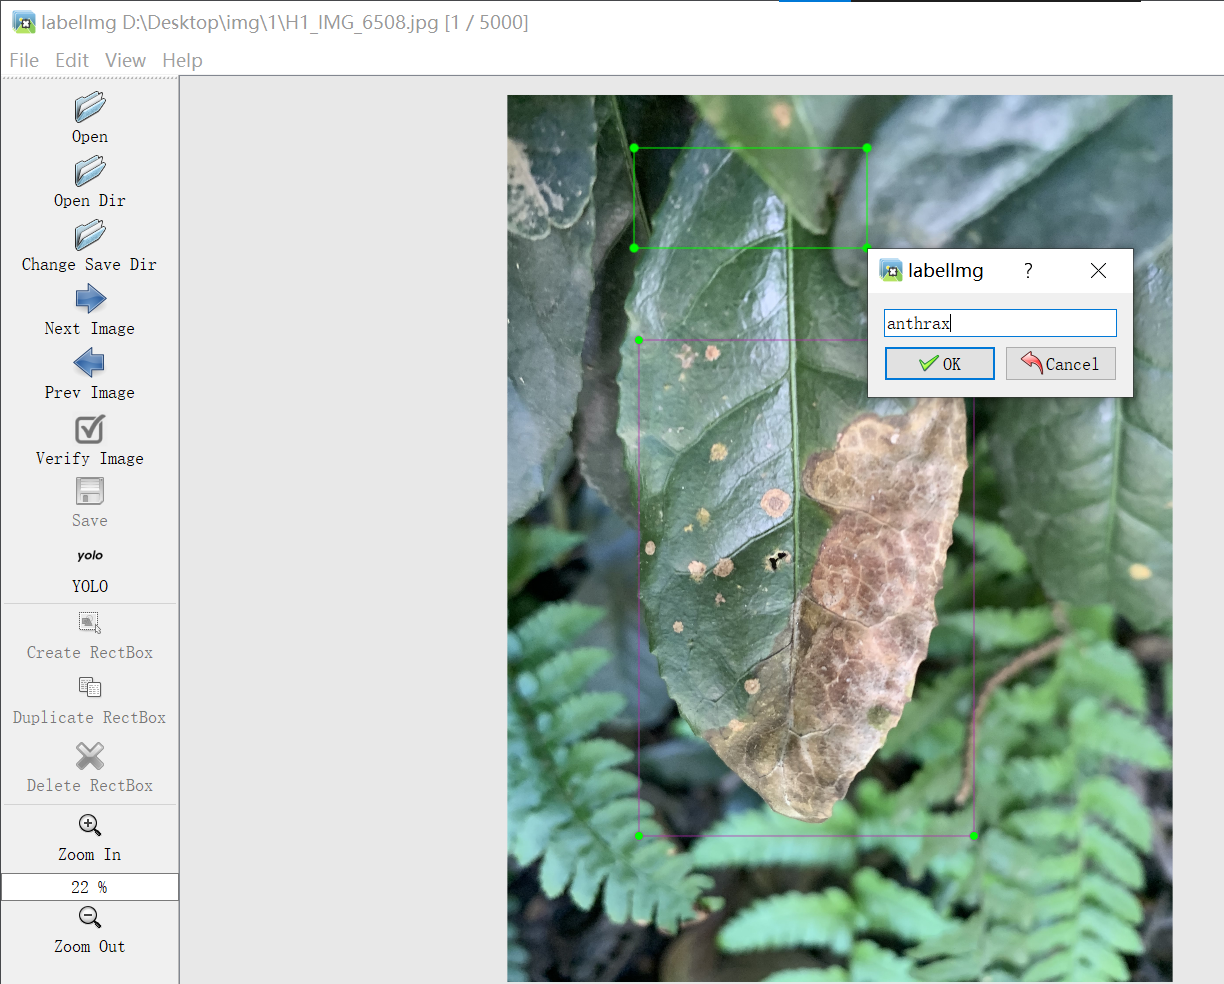 labelImg D:\Desktop\img\1\H1_IMG_6508.jpg [1 / 5000]
File Edit View Help
Open
Open Dir
Change Save Dir
Next Image
Prev Image
Verify Image
Save
yolo
YOLO
Create RectBox
Duplicate RectBox
Delete RectBox
Zoom In
22 %
Zoom Out
labelImg ?
anthrax
OK Cancel